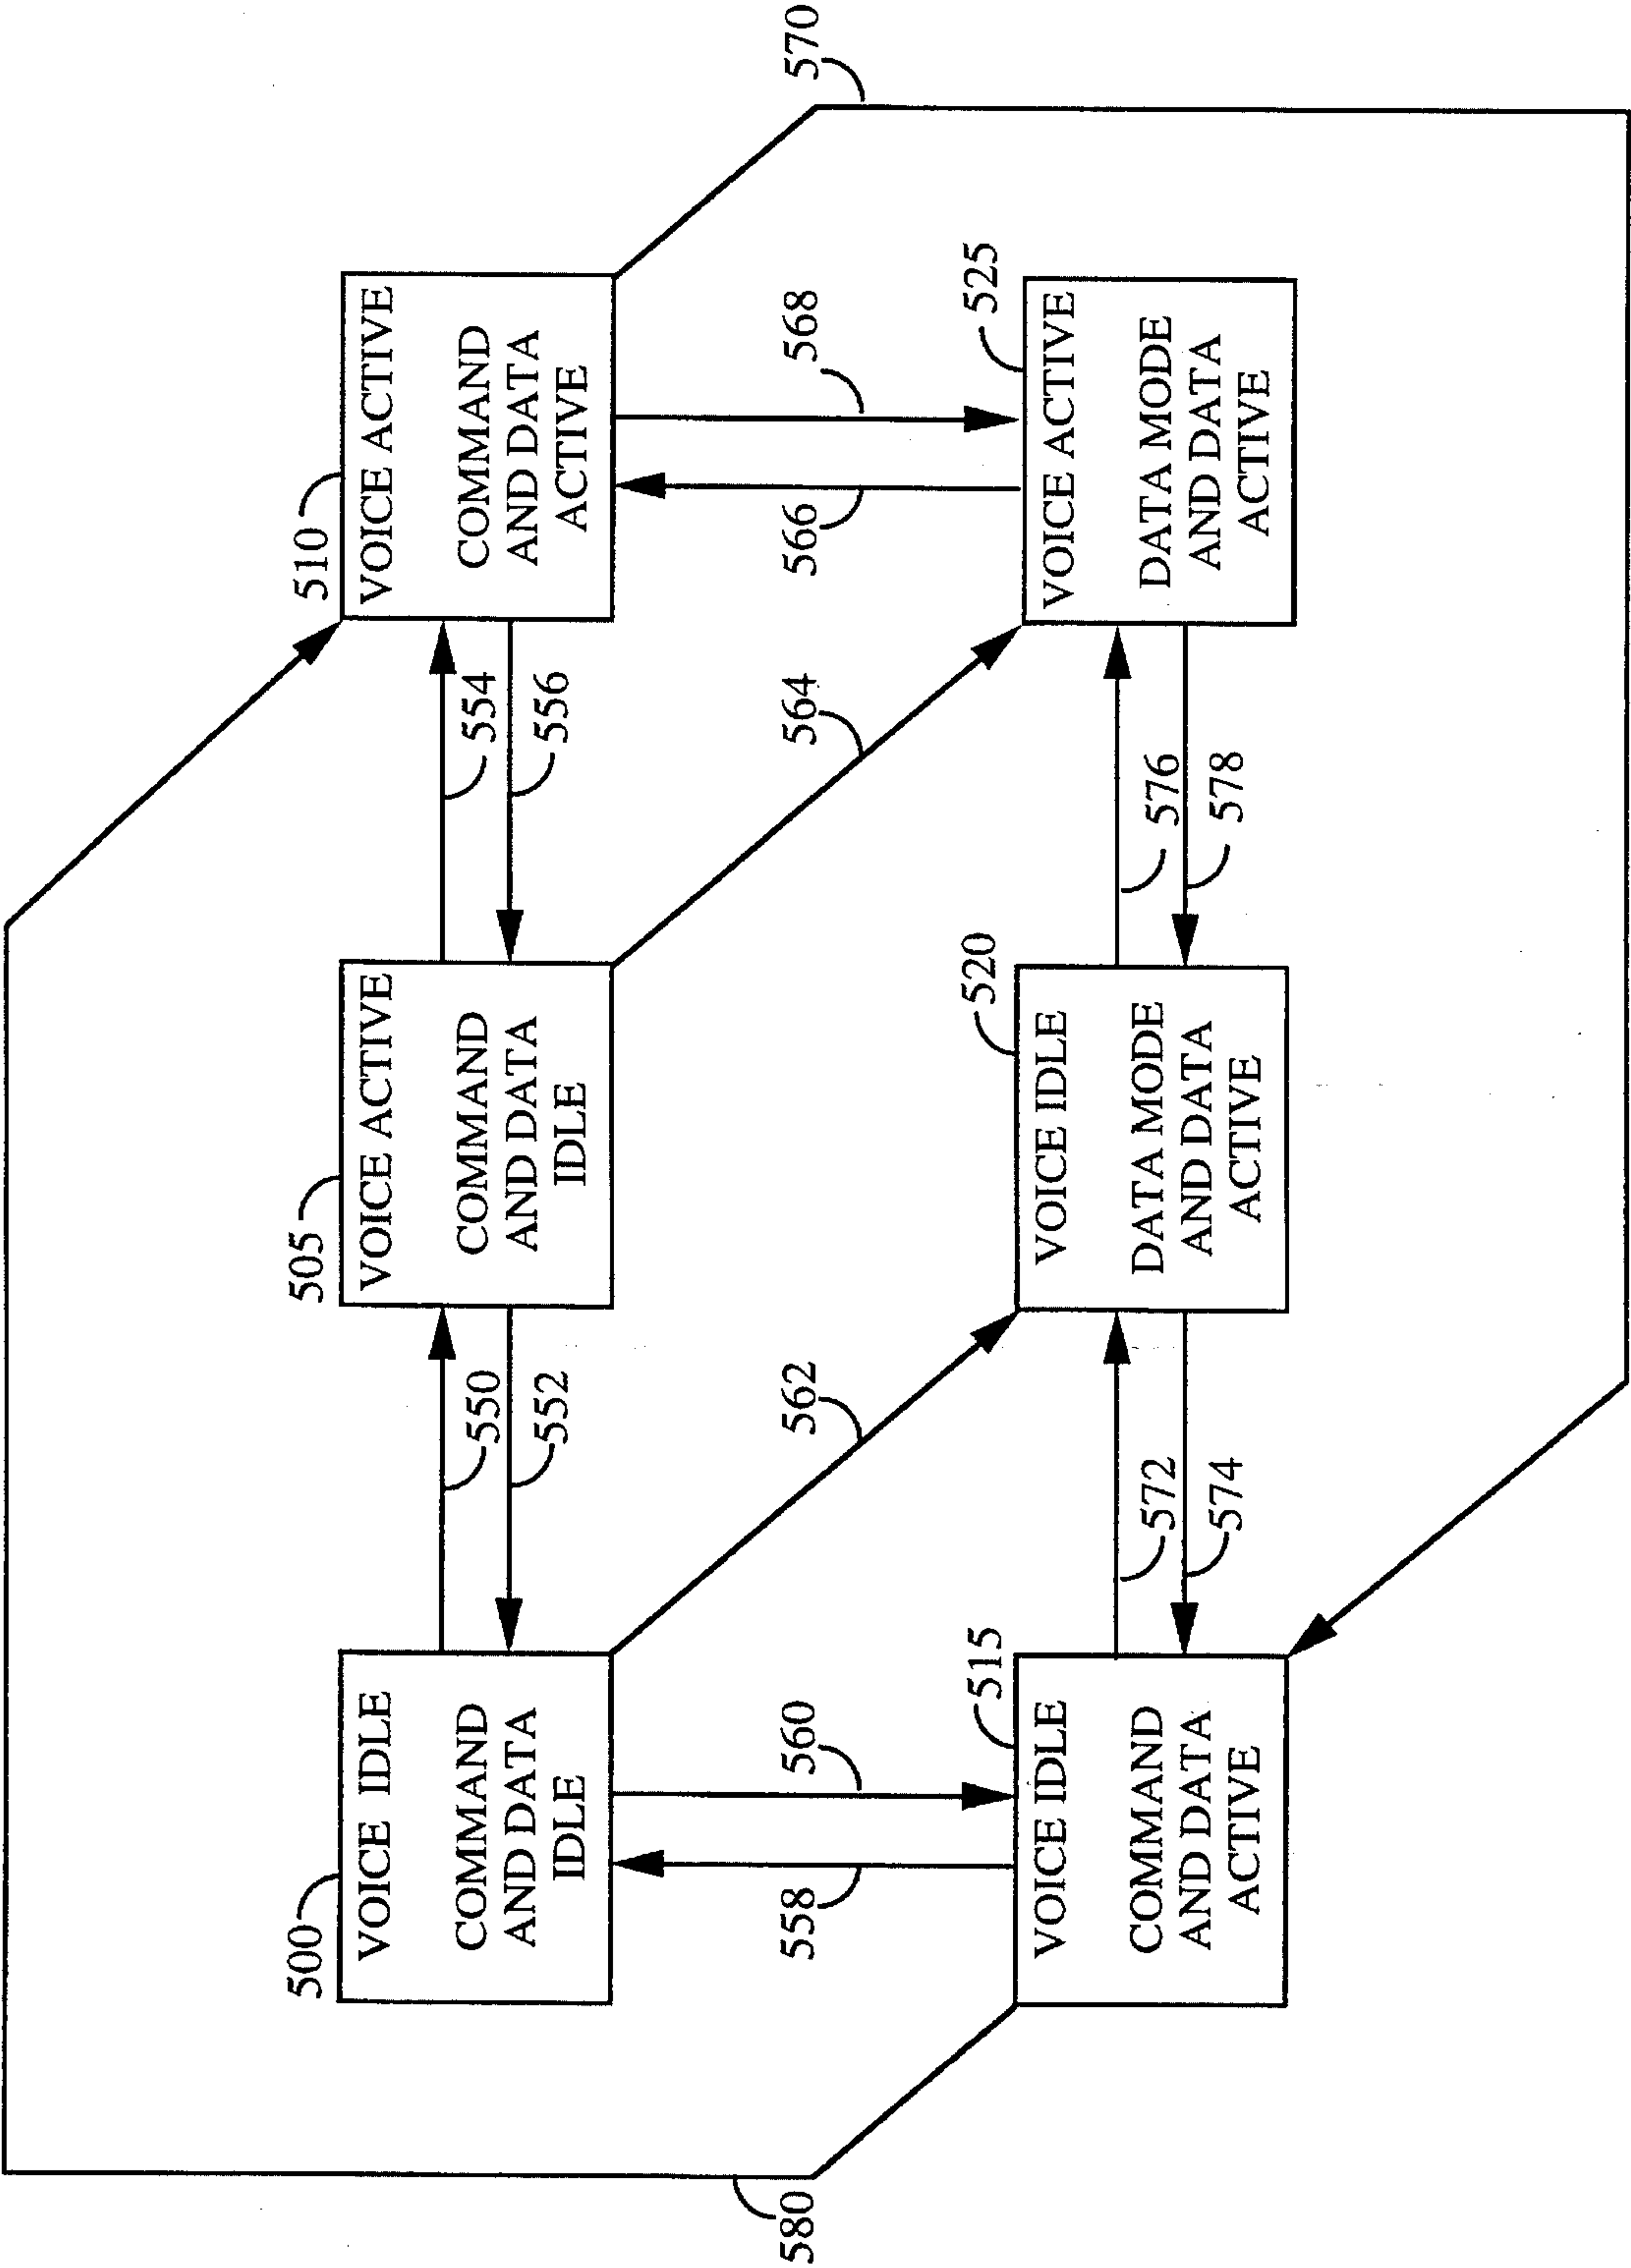 580
500
VOICE IDLE
COMMAND
AND DATA
IDLE
550
552
505
VOICE ACTIVE
COMMAND
AND DATA
IDLE
554
556
510
VOICE ACTIVE
COMMAND
AND DATA
ACTIVE
570
558
560
562
564
566
568
515
VOICE IDLE
COMMAND
AND DATA
ACTIVE
572
574
520
VOICE IDLE
DATA MODE
AND DATA
ACTIVE
576
578
525
VOICE ACTIVE
DATA MODE
AND DATA
ACTIVE